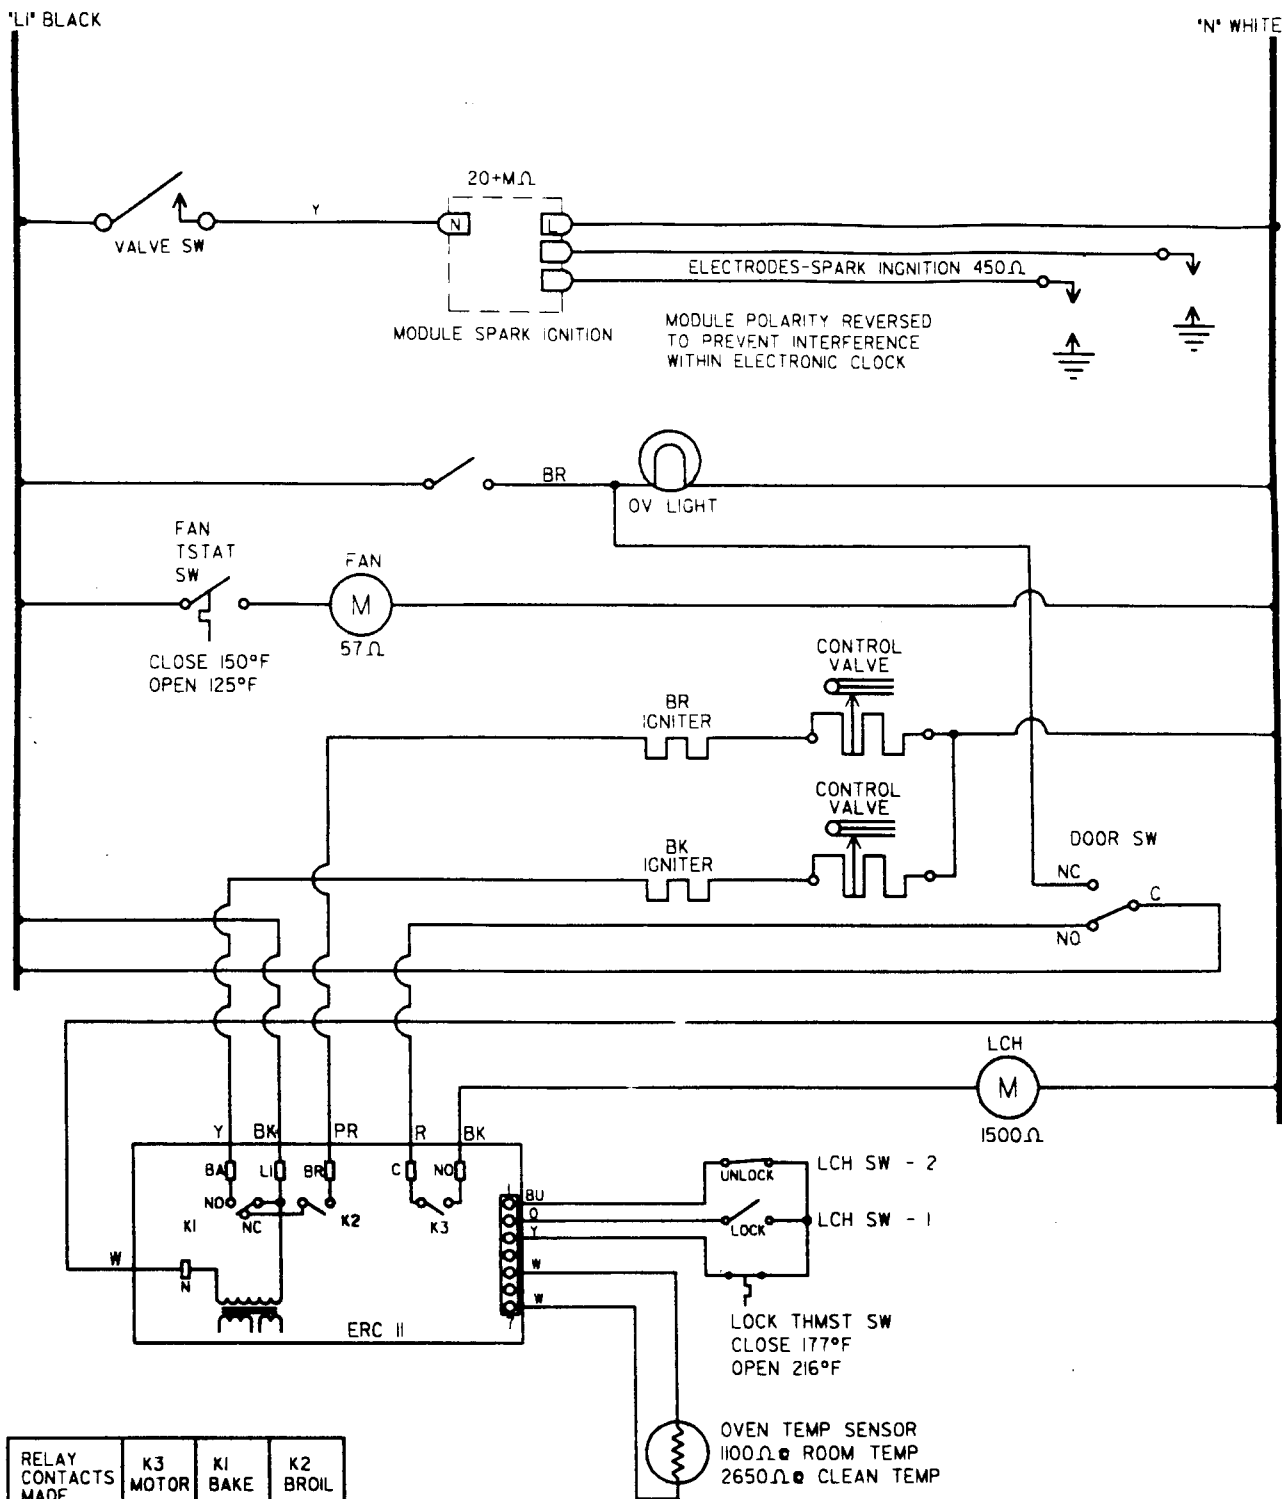 "L1" BLACK
"N" WHITE
20+MΩ
Y
N
L
VALVE SW
ELECTRODES-SPARK INGNITION 450Ω
MODULE SPARK IGNITION
MODULE POLARITY REVERSED
TO PREVENT INTERFERENCE
WITHIN ELECTRONIC CLOCK
BR
OV LIGHT
FAN
TSTAT
SW
FAN
M
57Ω
CLOSE 150°F
OPEN 125°F
CONTROL
VALVE
BR
IGNITER
CONTROL
VALVE
BK
IGNITER
DOOR SW
NC
C
NO
LCH
M
1500Ω
Y BK PR R BK
BA L1 BR C NO
NO
K1 NC K2 K3
W
N
ERC II
1
BU
O
Y
W
W
7
UNLOCK
LCH SW - 2
LOCK
LCH SW - 1
LOCK THMST SW
CLOSE 177°F
OPEN 216°F
OVEN TEMP SENSOR
1100Ω@ ROOM TEMP
2650Ω@ CLEAN TEMP
RELAY
CONTACTS
MADE
K3
MOTOR
K1
BAKE
K2
BROIL